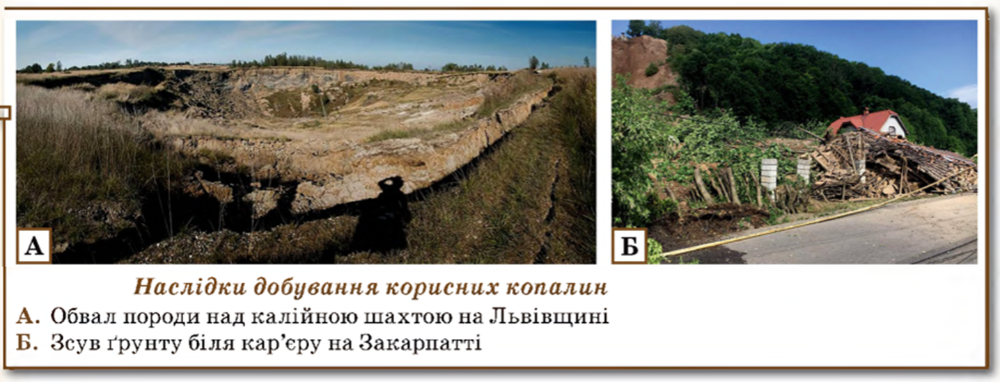 А
Б
Наслідки добування корисних копалин
А. Обвал породи над калійною шахтою на Львівщині
Б. Зсув ґрунту біля кар’єру на Закарпатті